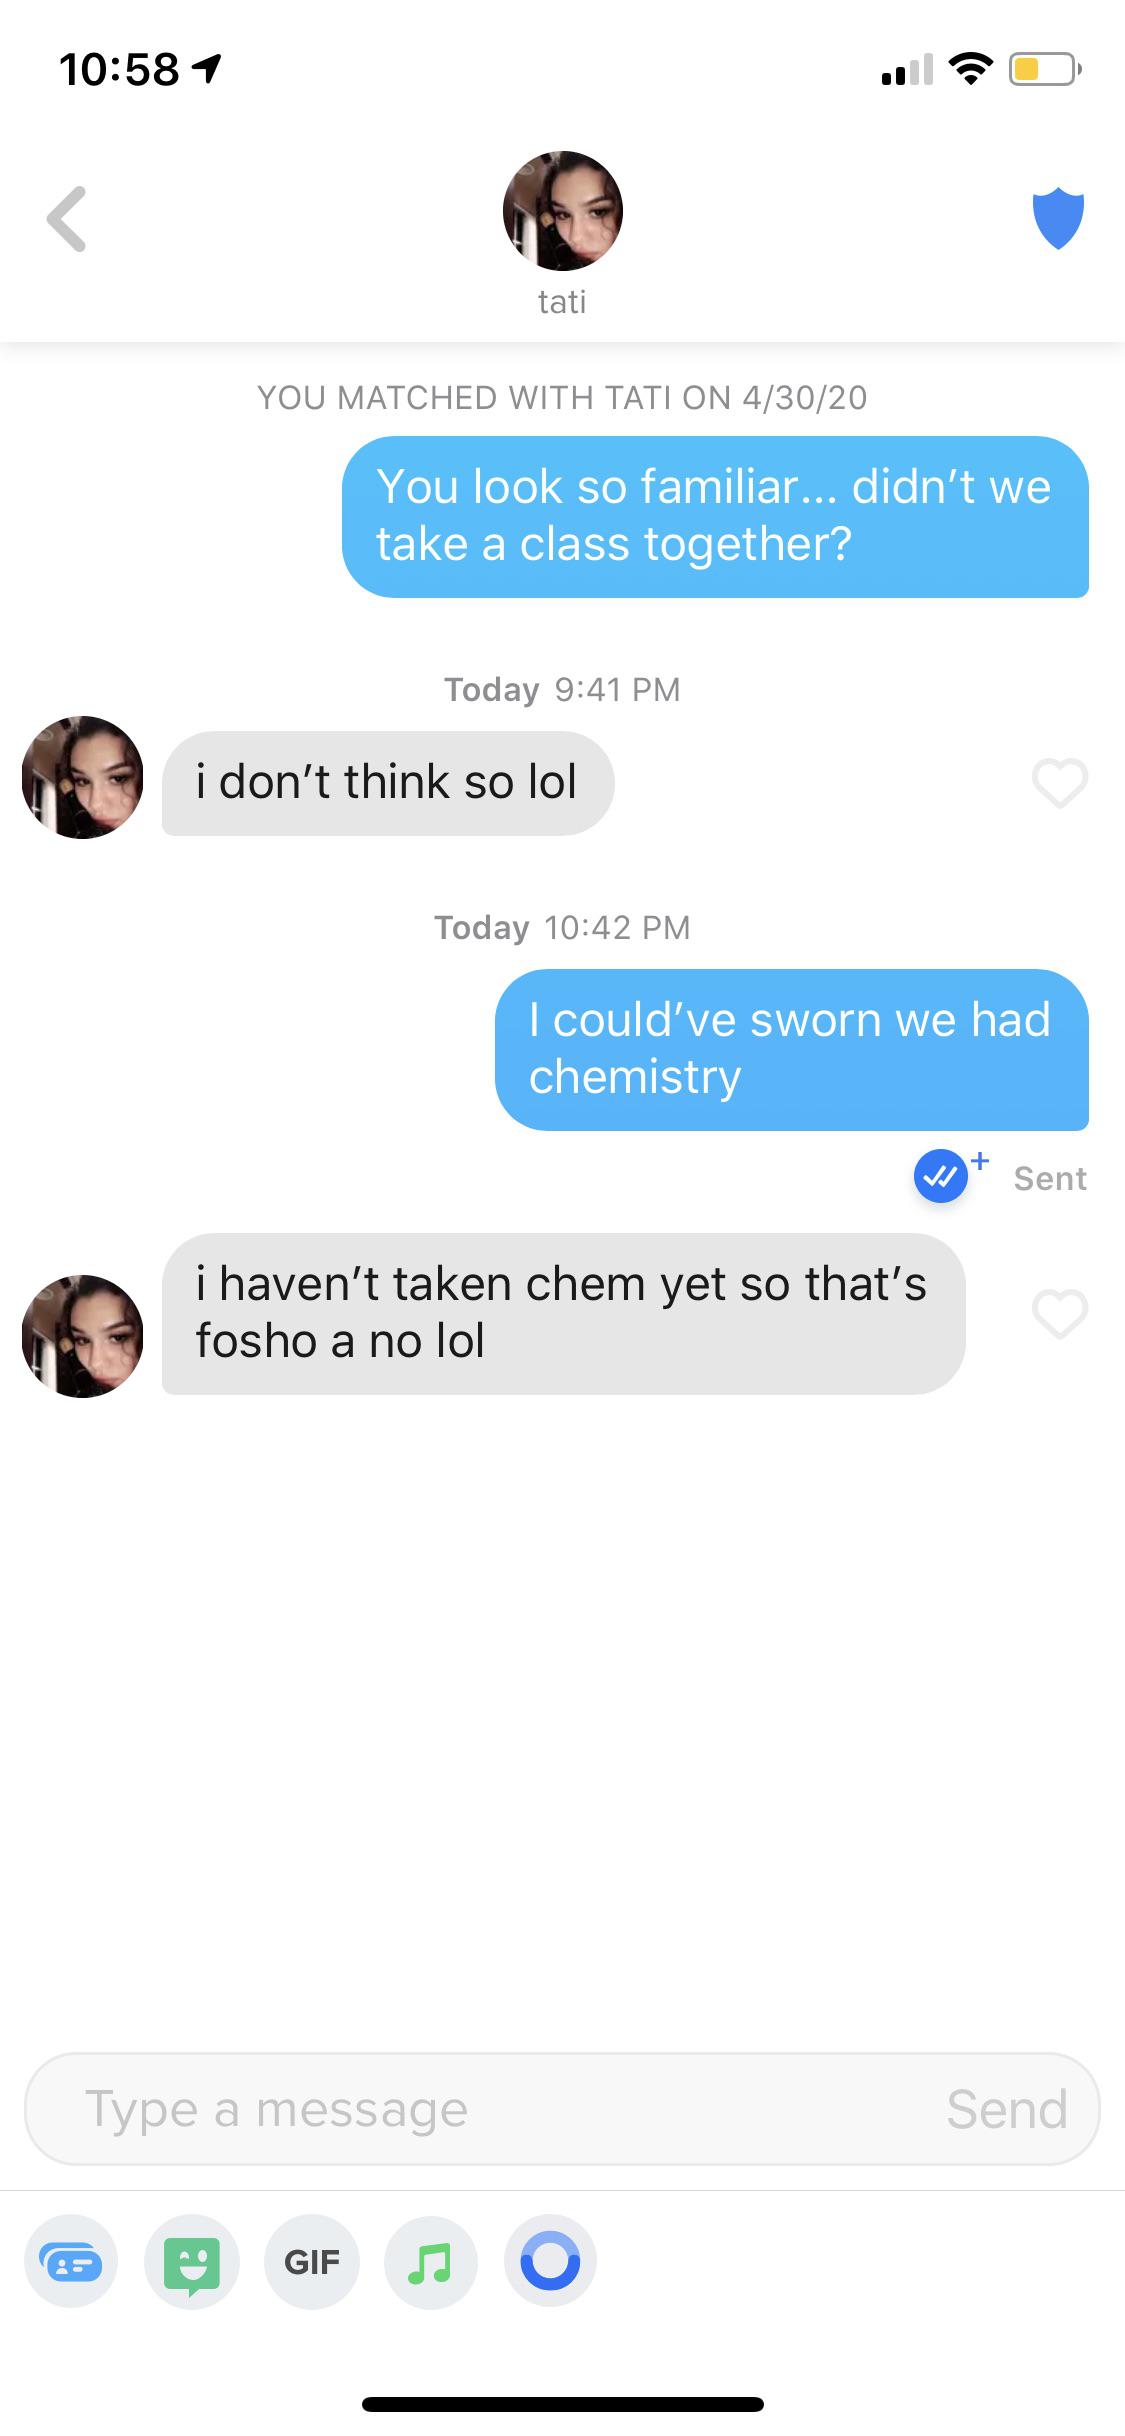 10:58
tati
YOU MATCHED WITH TATI ON 4/30/20
You look so familiar... didn't we
take a class together?
Today 9:41 PM
i don't think so lol
Today 10:42 PM
I could've sworn we had
chemistry
Sent
i haven't taken chem yet so that's
fosho a no lol
Type a message
Send
GIF